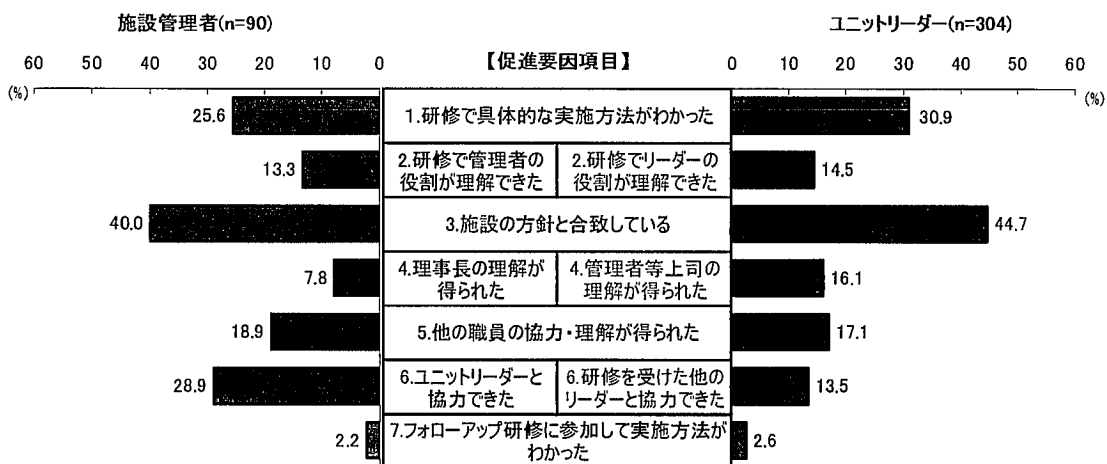 施設管理者(n=90)
ユニットリーダー(n=304)
60 50 40 30 20 10 0
【促進要因項目】
0 10 20 30 40 50 60
(%)
(%)
25.6
1.研修で具体的な実施方法がわかった
30.9
13.3
2.研修で管理者の
役割が理解できた
2.研修でリーダーの
役割が理解できた
14.5
40.0
3.施設の方針と合致している
44.7
7.8
4.理事長の理解が
得られた
4.管理者等上司の
理解が得られた
16.1
18.9
5.他の職員の協力・理解が得られた
17.1
28.9
6.ユニットリーダーと
協力できた
6.研修を受けた他の
リーダーと協力できた
13.5
2.2
7.フォローアップ研修に参加して実施方法が
わかった
2.6